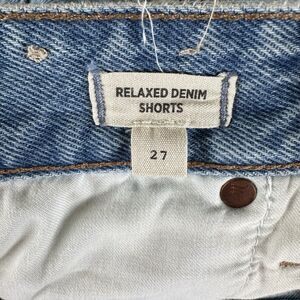 RELAXED DENIM
SHORTS
27